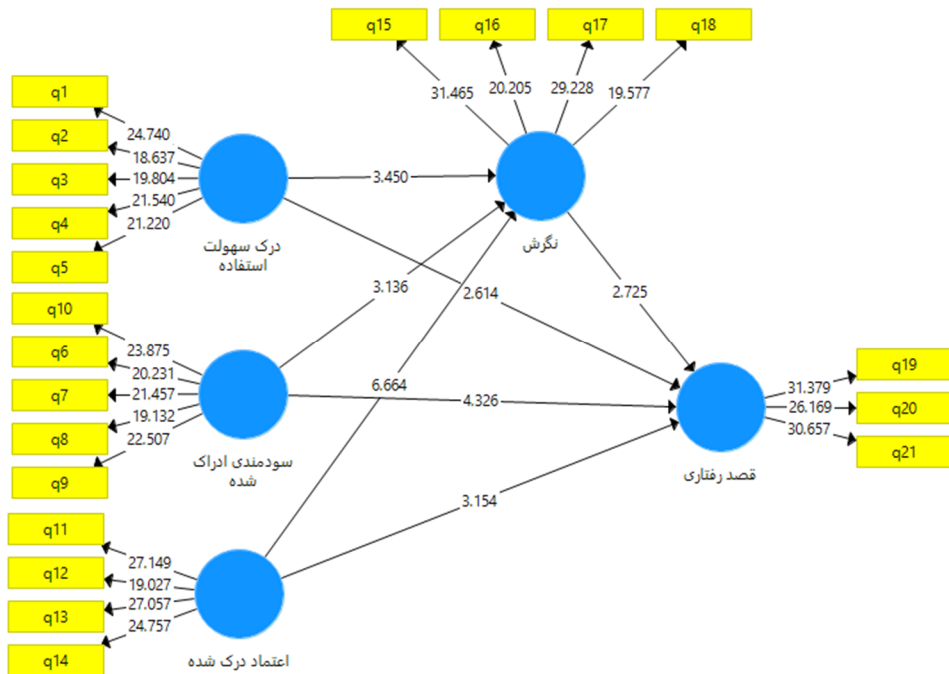 q15
q16
q17
q18
31.465
20.205
29.228
19.577
q1
q2
q3
q4
q5
24.740
18.637
19.804
21.540
21.220
درک سهولت
استفاده
3.450
نگرش
3.136
2.614
2.725
q10
q6
q7
q8
q9
23.875
20.231
21.457
19.132
22.507
سودمندی ادراک
شده
6.664
4.326
قصد رفتاری
31.379
26.169
30.657
q19
q20
q21
3.154
q11
q12
q13
q14
27.149
19.027
27.057
24.757
اعتماد درک شده